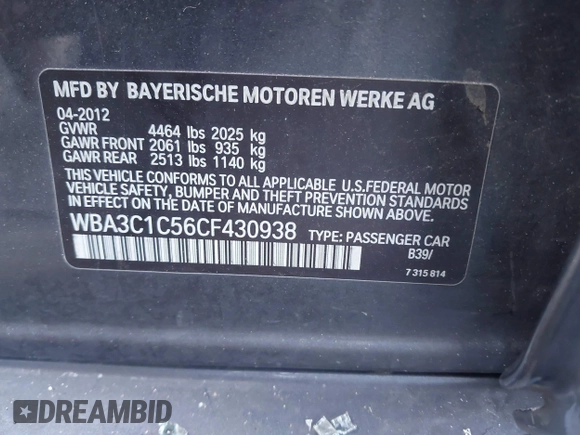 MFD BY BAYERISCHE MOTOREN WERKE AG
04-2012
GVWR 4464 lbs 2025 kg
GAWR FRONT 2061 lbs 935 kg
GAWR REAR 2513 lbs 1140 kg
THIS VEHICLE CONFORMS TO ALL APPLICABLE U.S.FEDERAL MOTOR
VEHICLE SAFETY, BUMPER AND THEFT PREVENTION STANDARDS
IN EFFECT ON THE DATE OF MANUFACTURE SHOWN ABOVE.
WBA3C1C56CF430938 TYPE: PASSENGER CAR
B39/
7 315 814
DREAMBID